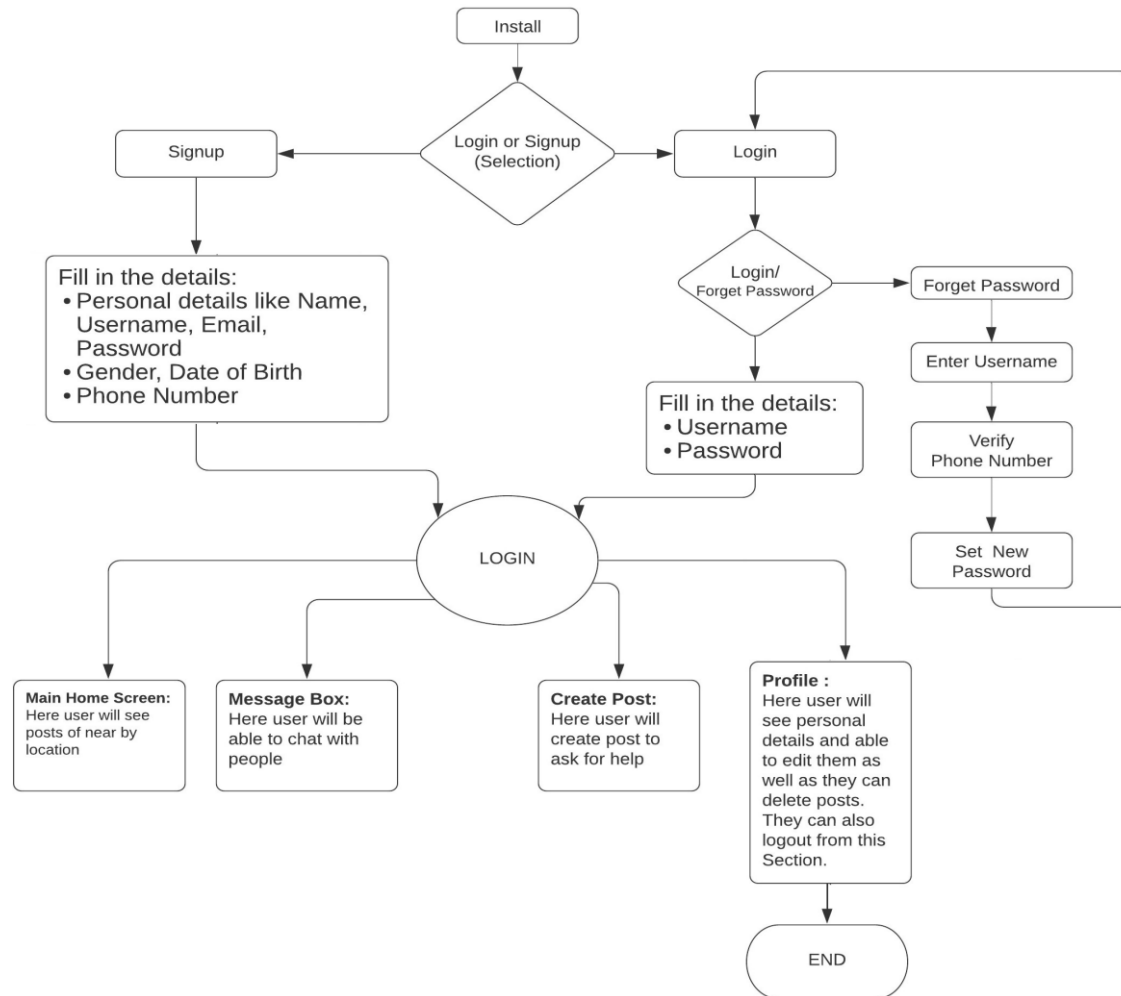 Install
Login or Signup
(Selection)
Signup
Login
Fill in the details:
• Personal details like Name,
Username, Email,
Password
• Gender, Date of Birth
• Phone Number
Login/
Forget Password
Forget Password
Enter Username
Verify
Phone Number
Set New
Password
Fill in the details:
• Username
• Password
LOGIN
Main Home Screen:
Here user will see
posts of near by
location
Message Box:
Here user will be
able to chat with
people
Create Post:
Here user will
create post to
ask for help
Profile :
Here user will
see personal
details and able
to edit them as
well as they can
delete posts.
They can also
logout from this
Section.
END